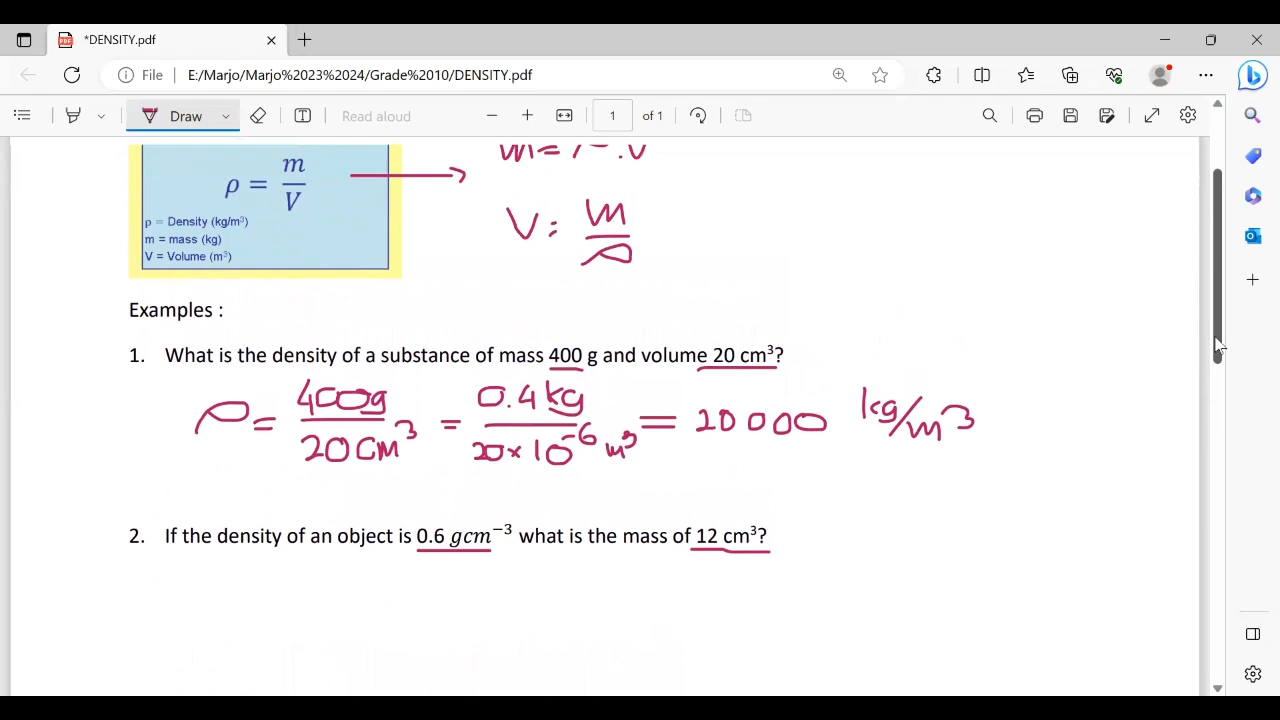 *DENSITY.pdf
File E:/Marjo/Marjo%2023%2024/Grade%2010/DENSITY.pdf
Draw Read aloud 1 of 1
m = ρ . V
ρ = m/V
ρ = Density (kg/m³)
m = mass (kg)
V = Volume (m³)
V = m/ρ
Examples :
1. What is the density of a substance of mass 400 g and volume 20 cm³?
ρ = 400g/20cm³ = 0.4 kg/20×10⁻⁶ m³ = 20 000 kg/m³
2. If the density of an object is 0.6 gcm⁻³ what is the mass of 12 cm³?